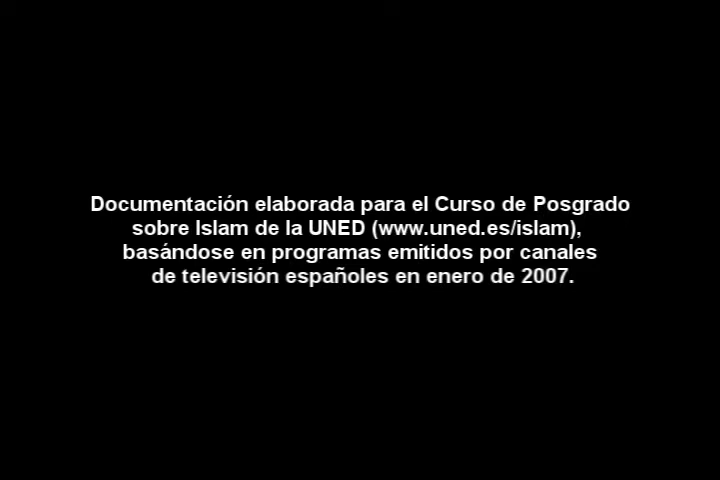 Documentación elaborada para el Curso de Posgrado
sobre Islam de la UNED (www.uned.es/islam),
basándose en programas emitidos por canales
de televisión españoles en enero de 2007.